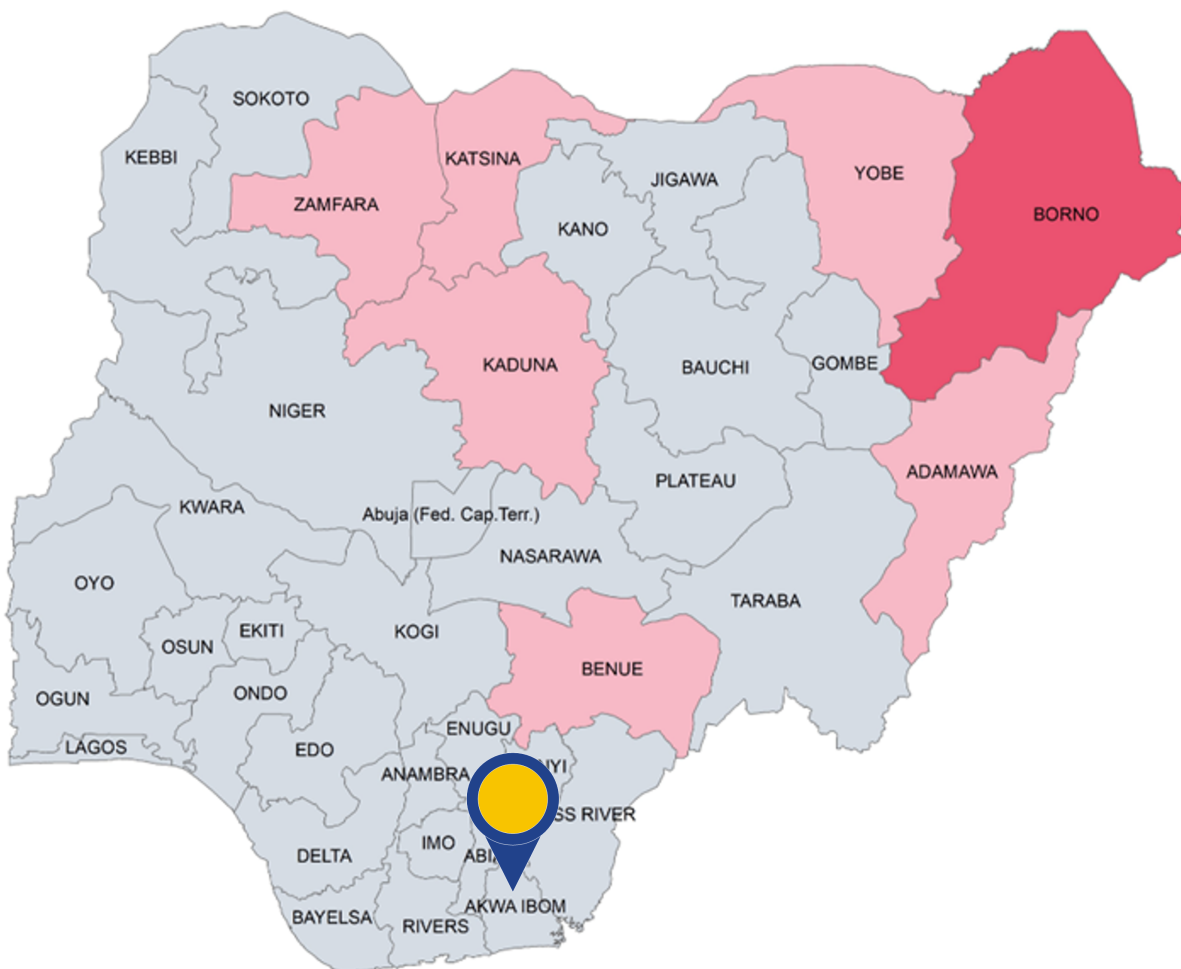 SOKOTO
KEBBI
KATSINA
ZAMFARA
JIGAWA
YOBE
KANO
BORNO
KADUNA
BAUCHI
GOMBE
NIGER
ADAMAWA
PLATEAU
KWARA
Abuja (Fed. Cap.Terr.)
NASARAWA
OYO
TARABA
EKITI
KOGI
OSUN
BENUE
OGUN
ONDO
ENUGU
LAGOS
EDO
ANAMBRA
SS RIVER
IMO
DELTA
AKWA IBOM
BAYELSA
RIVERS